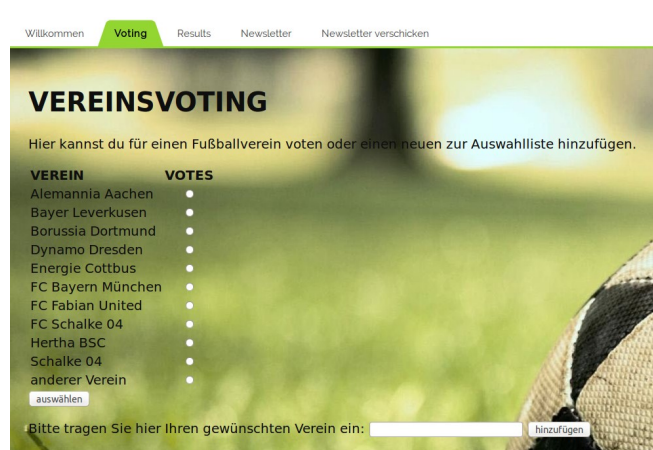 Willkommen Voting Results Newsletter Newsletter verschicken
VEREINSVOTING
Hier kannst du für einen Fußballverein voten oder einen neuen zur Auswahlliste hinzufügen.
VEREIN VOTES
Alemannia Aachen
Bayer Leverkusen
Borussia Dortmund
Dynamo Dresden
Energie Cottbus
FC Bayern München
FC Fabian United
FC Schalke 04
Hertha BSC
Schalke 04
anderer Verein
auswählen
Bitte tragen Sie hier Ihren gewünschten Verein ein: hinzufügen